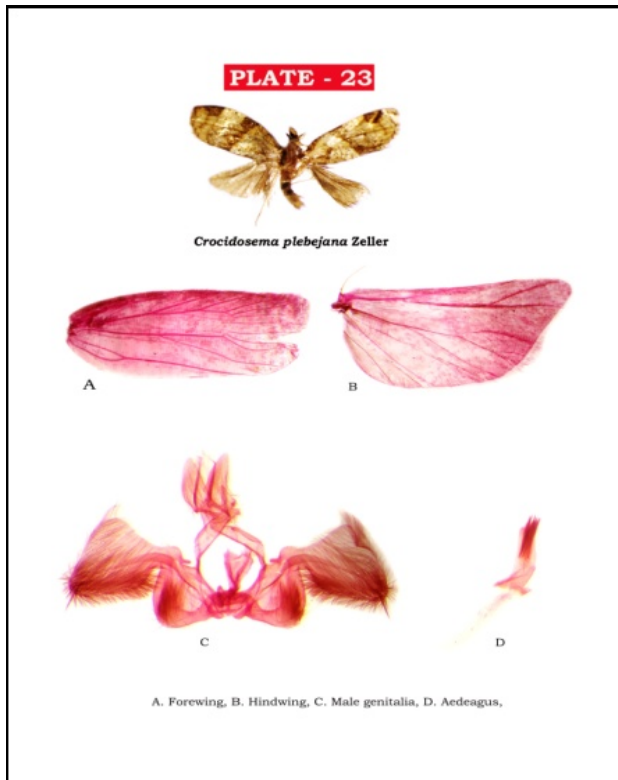 PLATE - 23
Crocidosema plebejana Zeller
A
B
C
D
A. Forewing, B. Hindwing, C. Male genitalia, D. Aedeagus,